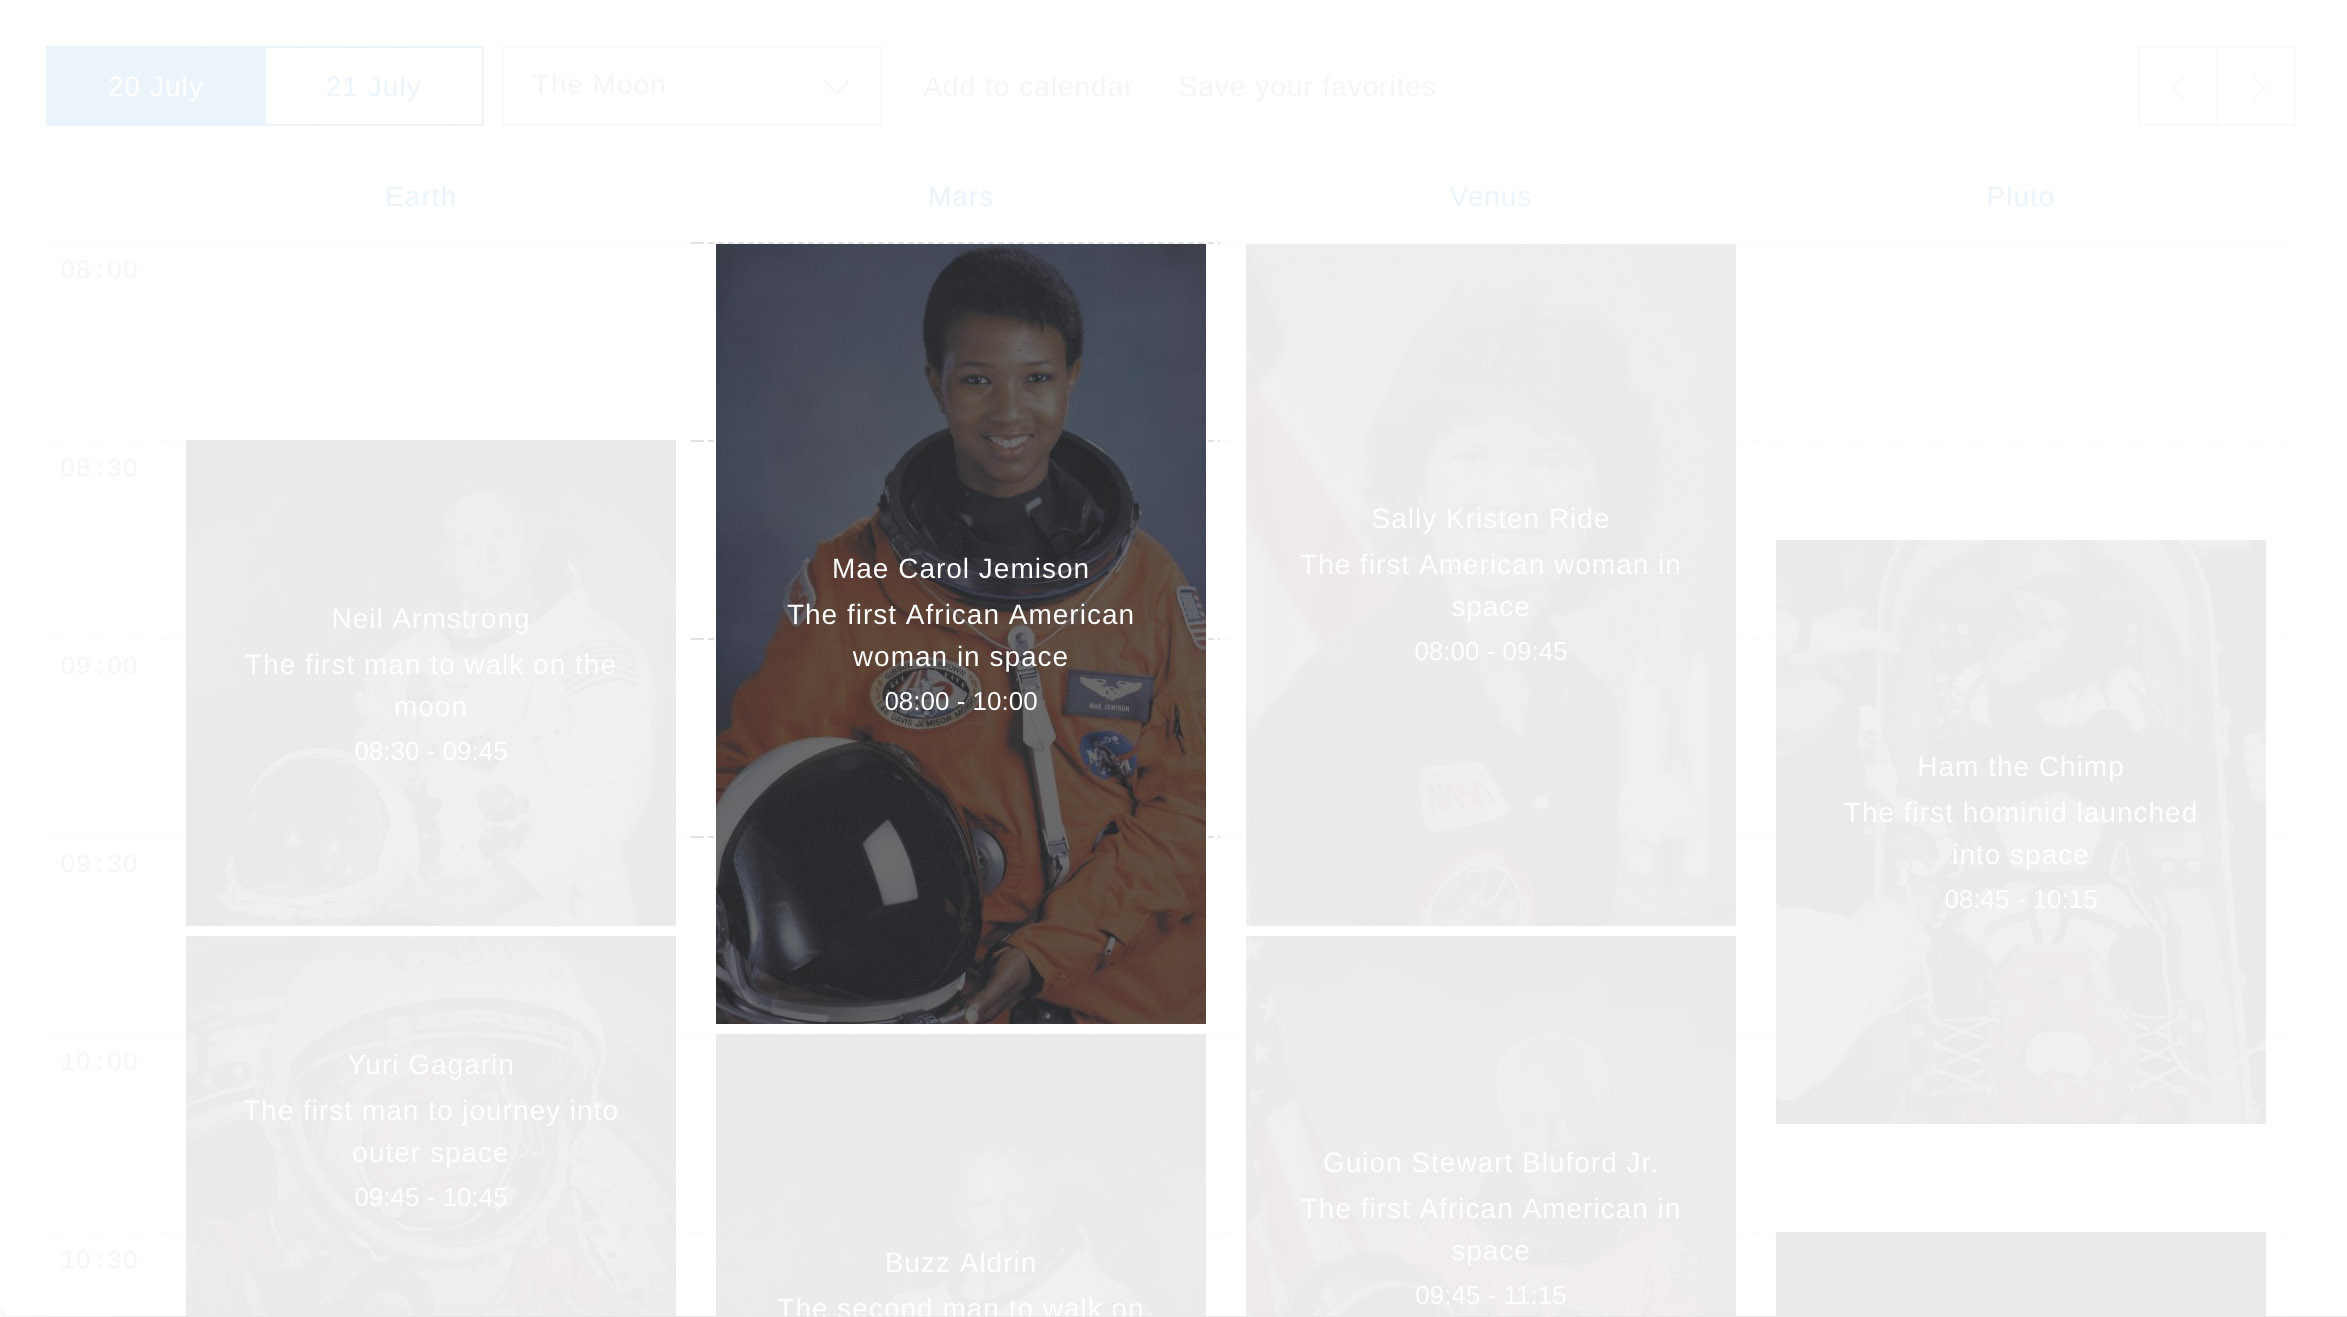 20 July
21 July
The Moon
Add to calendar
Save your favorites
Earth
Mars
Venus
Pluto
08:00
08:30
09:00
09:30
10:00
10:30
Neil Armstrong
The first man to walk on the
moon
08:30 - 09:45
Yuri Gagarin
The first man to journey into
outer space
09:45 - 10:45
Mae Carol Jemison
The first African American
woman in space
08:00 - 10:00
MAE JEMISON
Buzz Aldrin
The second man to walk on
Sally Kristen Ride
The first American woman in
space
08:00 - 09:45
NASA
Guion Stewart Bluford Jr.
The first African American in
space
09:45 - 11:15
Ham the Chimp
The first hominid launched
into space
08:45 - 10:15